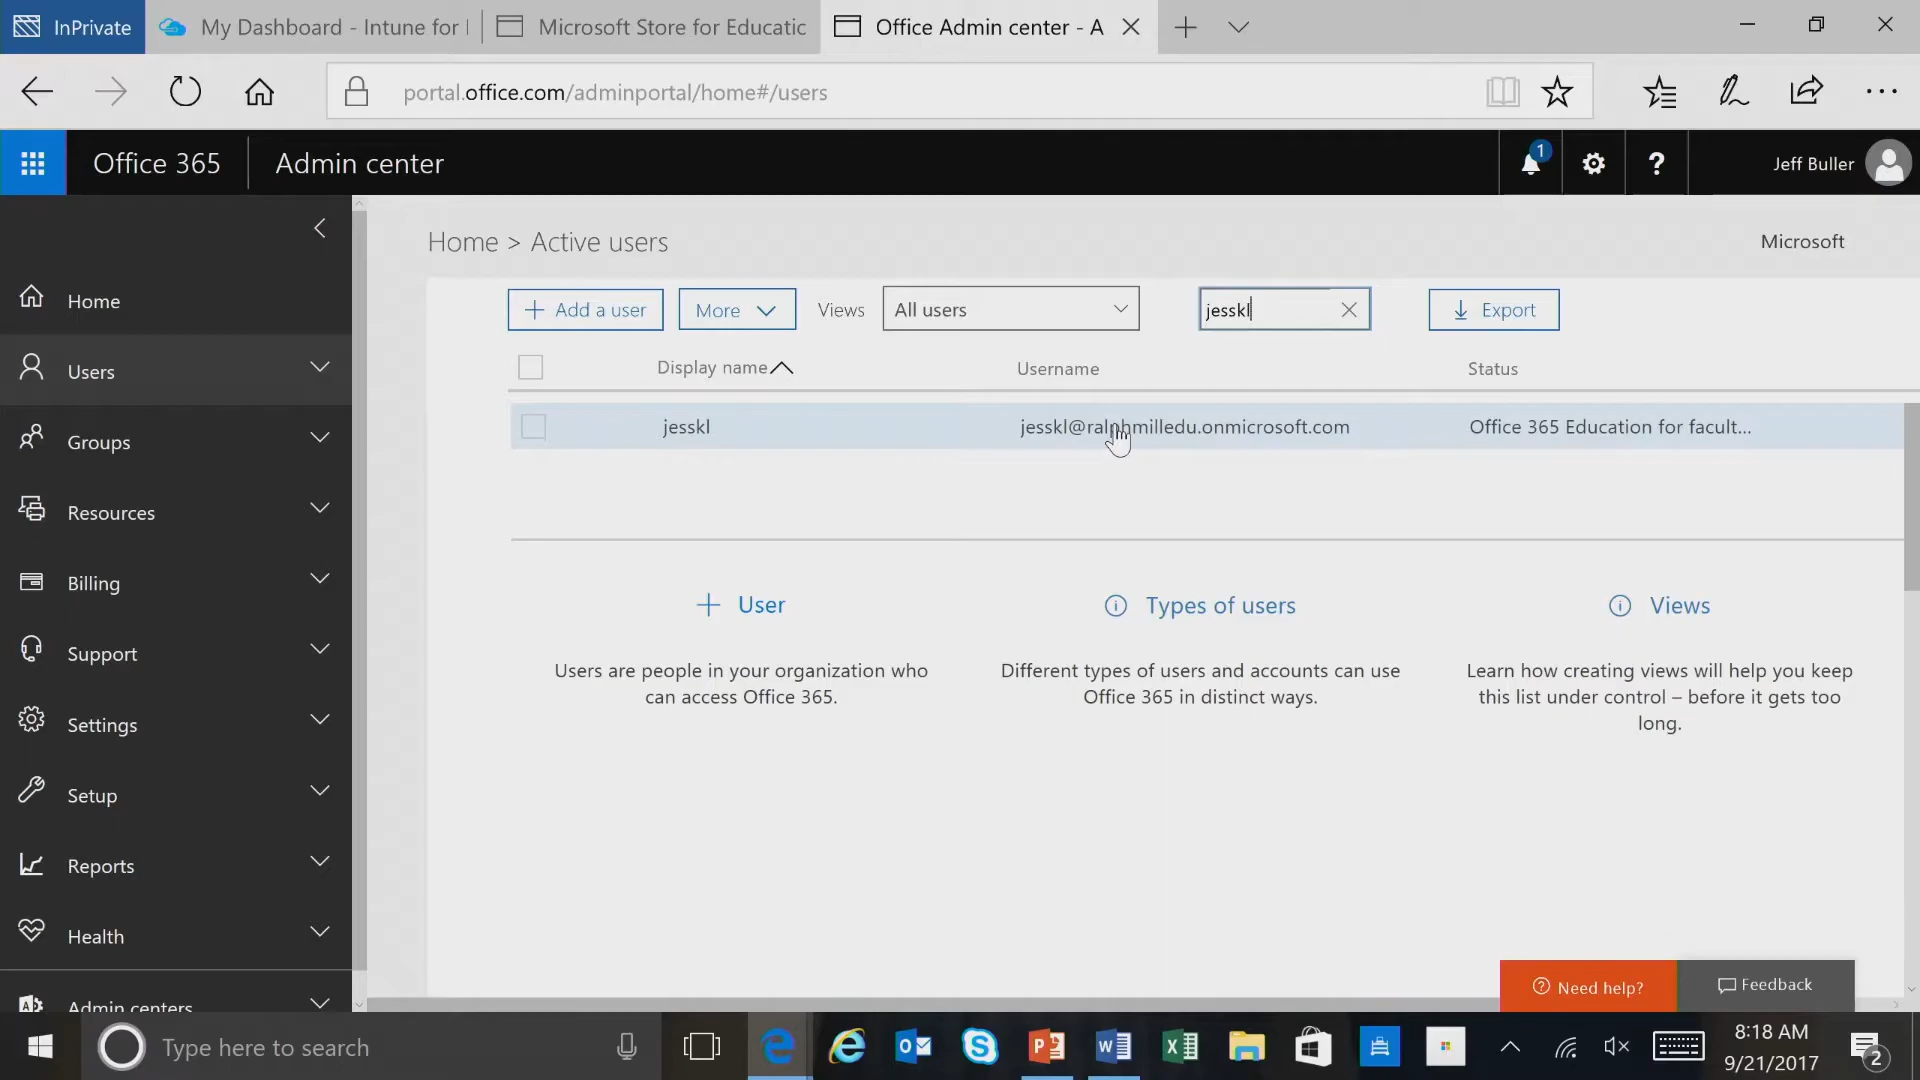 InPrivate
My Dashboard - Intune for
Microsoft Store for Educatic
Office Admin center - A
portal.office.com/adminportal/home#/users
Office 365
Admin center
1
?
Jeff Buller
Home > Active users
Microsoft
Add a user
More
Views
All users
jesskl
Export
Display name
Username
Status
jesskl
jesskl@ralphmilledu.onmicrosoft.com
Office 365 Education for facult...
Home
Users
Groups
Resources
Billing
Support
Settings
Setup
Reports
Health
Admin centers
User
Users are people in your organization who
can access Office 365.
Types of users
Different types of users and accounts can use
Office 365 in distinct ways.
Views
Learn how creating views will help you keep
this list under control – before it gets too
long.
Need help?
Feedback
Type here to search
8:18 AM
9/21/2017
2